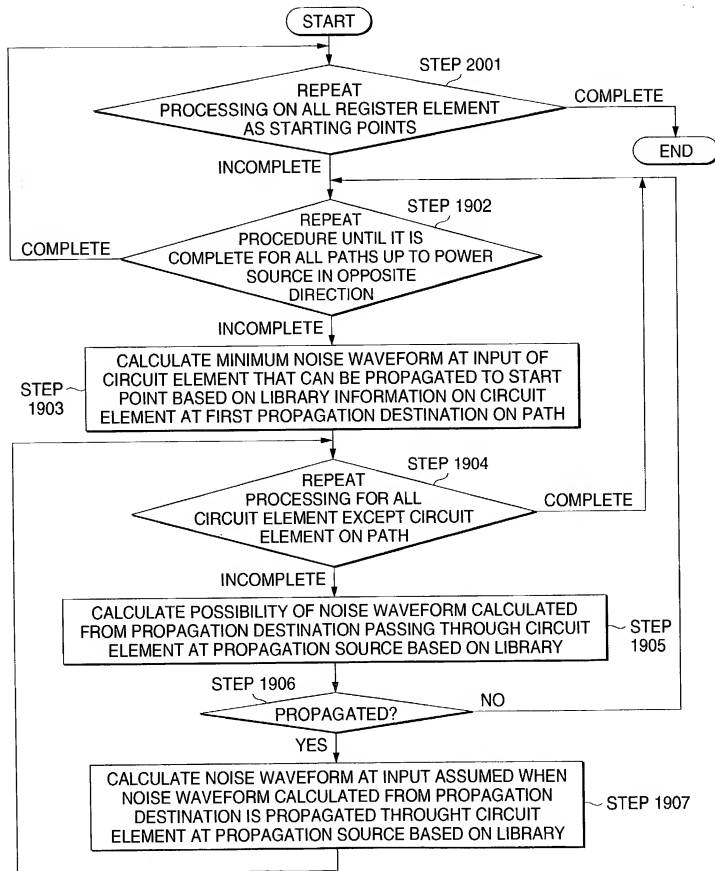 START
STEP 2001
REPEAT
PROCESSING ON ALL REGISTER ELEMENT
AS STARTING POINTS
COMPLETE
END
INCOMPLETE
STEP 1902
REPEAT
PROCEDURE UNTIL IT IS
COMPLETE FOR ALL PATHS UP TO POWER
SOURCE IN OPPOSITE
DIRECTION
COMPLETE
INCOMPLETE
STEP
1903
CALCULATE MINIMUM NOISE WAVEFORM AT INPUT OF
CIRCUIT ELEMENT THAT CAN BE PROPAGATED TO START
POINT BASED ON LIBRARY INFORMATION ON CIRCUIT
ELEMENT AT FIRST PROPAGATION DESTINATION ON PATH
STEP 1904
REPEAT
PROCESSING FOR ALL
CIRCUIT ELEMENT EXCEPT CIRCUIT
ELEMENT ON PATH
COMPLETE
INCOMPLETE
CALCULATE POSSIBILITY OF NOISE WAVEFORM CALCULATED
FROM PROPAGATION DESTINATION PASSING THROUGH CIRCUIT
ELEMENT AT PROPAGATION SOURCE BASED ON LIBRARY
STEP
1905
STEP 1906
PROPAGATED?
NO
YES
CALCULATE NOISE WAVEFORM AT INPUT ASSUMED WHEN
NOISE WAVEFORM CALCULATED FROM PROPAGATION
DESTINATION IS PROPAGATED THROUGHT CIRCUIT
ELEMENT AT PROPAGATION SOURCE BASED ON LIBRARY
STEP 1907